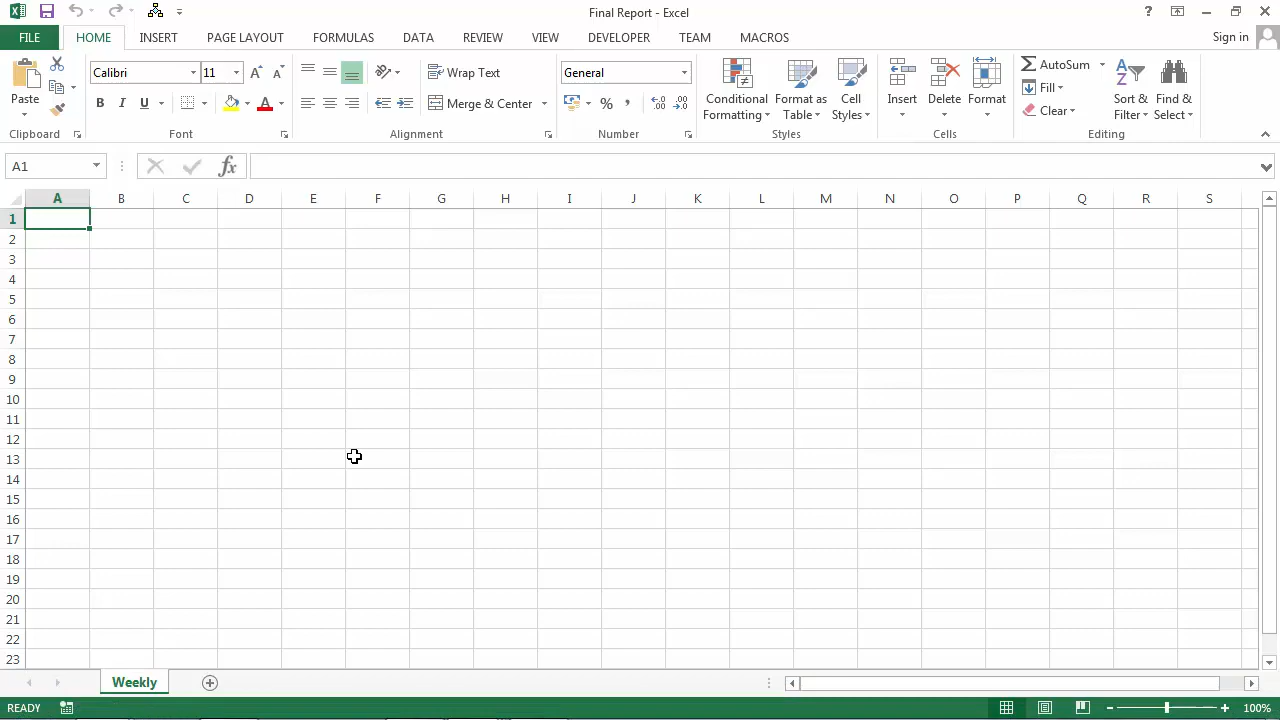 Final Report - Excel
FILE HOME INSERT PAGE LAYOUT FORMULAS DATA REVIEW VIEW DEVELOPER TEAM MACROS Sign in
Paste
Calibri 11
B I U A
Wrap Text
Merge & Center
General
% ,
Conditional Formatting
Format as Table
Cell Styles
Insert
Delete
Format
AutoSum
Fill
Clear
Sort & Filter
Find & Select
Clipboard Font Alignment Number Styles Cells Editing
A1 fx
A B C D E F G H I J K L M N O P Q R S
1
2
3
4
5
6
7
8
9
10
11
12
13
14
15
16
17
18
19
20
21
22
23
Weekly
READY 100%